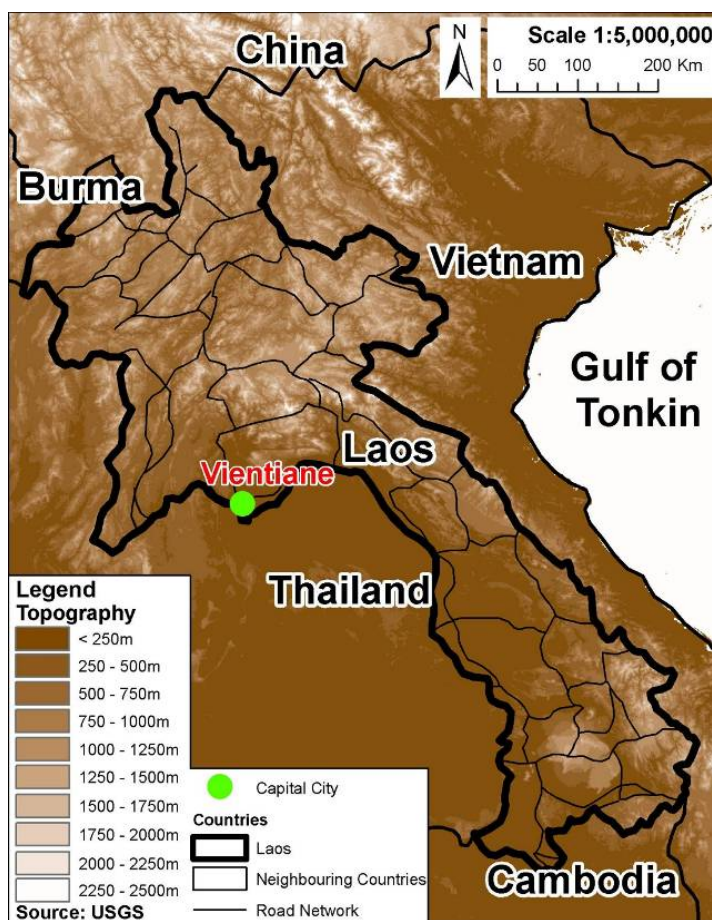 China
N
Scale 1:5,000,000
0 50 100 200 Km
Burma
Vietnam
Gulf of
Tonkin
Laos
Vientiane
Thailand
Cambodia
Legend
Topography
< 250m
250 - 500m
500 - 750m
750 - 1000m
1000 - 1250m
1250 - 1500m
1500 - 1750m
1750 - 2000m
2000 - 2250m
2250 - 2500m
Source: USGS
Capital City
Countries
Laos
Neighbouring Countries
Road Network